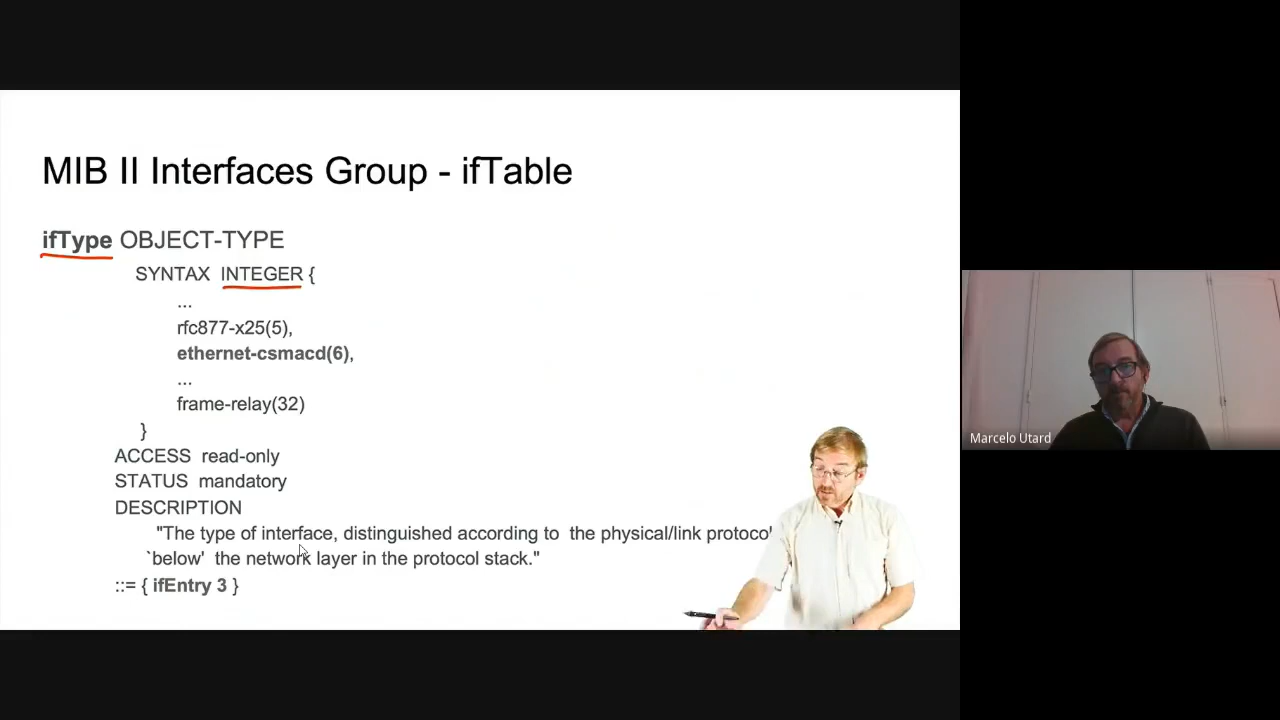 MIB II Interfaces Group - ifTable
ifType OBJECT-TYPE
SYNTAX INTEGER {
...
rfc877-x25(5),
ethernet-csmacd(6),
...
frame-relay(32)
}
ACCESS read-only
STATUS mandatory
DESCRIPTION
"The type of interface, distinguished according to the physical/link protocol
`below' the network layer in the protocol stack."
::= { ifEntry 3 }
Marcelo Utard